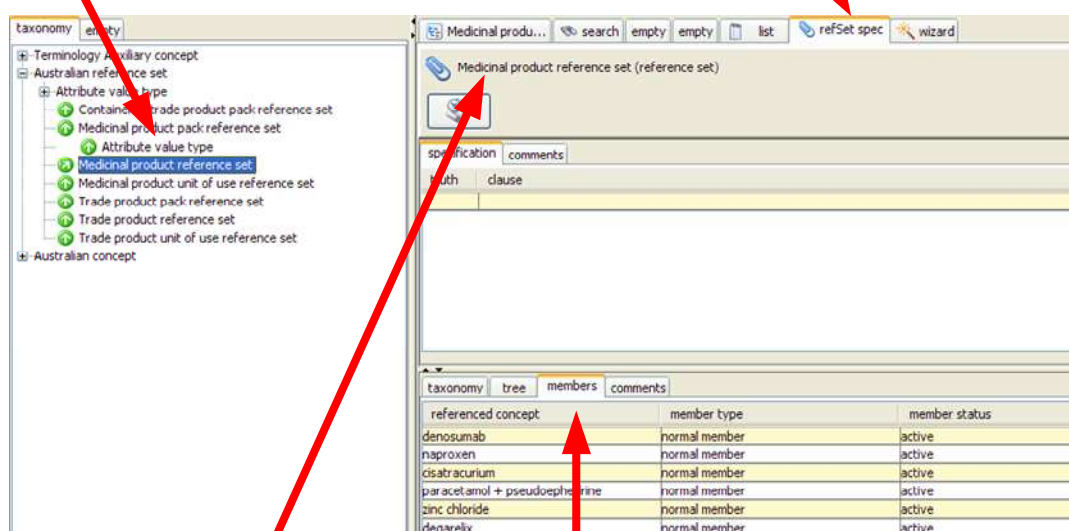 taxonomy empty
Terminology Auxiliary concept
Australian reference set
Attribute value type
Containered trade product pack reference set
Medicinal product pack reference set
Attribute value type
Medicinal product reference set
Medicinal product unit of use reference set
Trade product pack reference set
Trade product reference set
Trade product unit of use reference set
Australian concept
Medicinal produ... search empty empty list refSet spec wizard
Medicinal product reference set (reference set)
specification comments
truth clause
taxonomy tree members comments
referenced concept member type member status
denosumab normal member active
naproxen normal member active
cisatracurium normal member active
paracetamol + pseudoephedrine normal member active
zinc chloride normal member active
degarelix normal member active